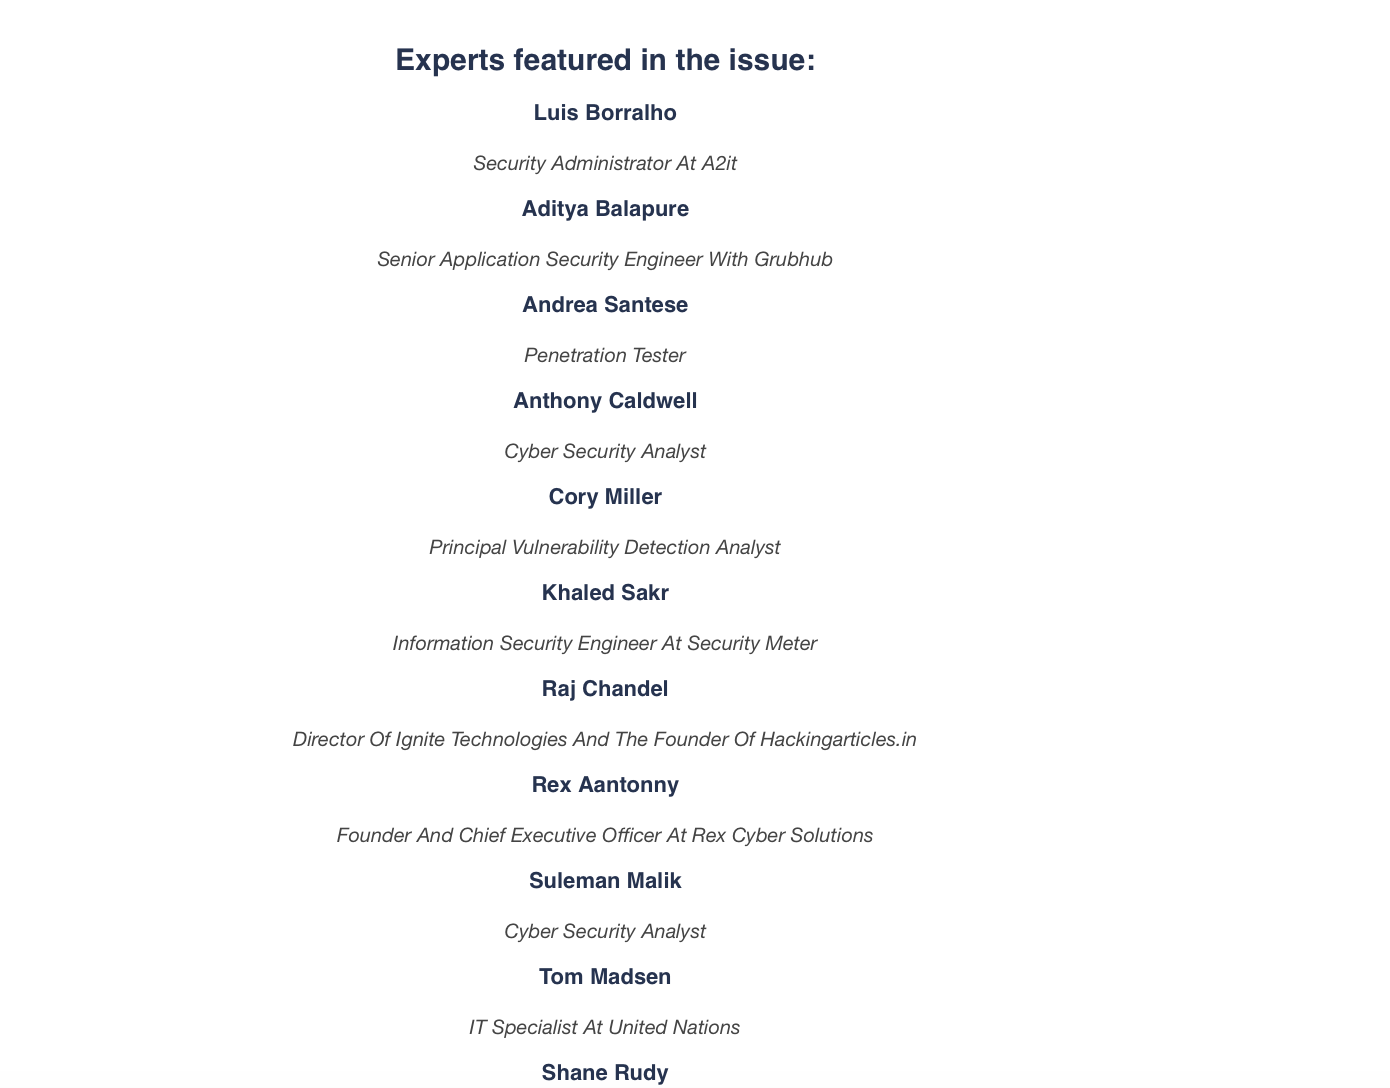 Experts featured in the issue:
Luis Borralho
Security Administrator At A2it
Aditya Balapure
Senior Application Security Engineer With Grubhub
Andrea Santese
Penetration Tester
Anthony Caldwell
Cyber Security Analyst
Cory Miller
Principal Vulnerability Detection Analyst
Khaled Sakr
Information Security Engineer At Security Meter
Raj Chandel
Director Of Ignite Technologies And The Founder Of Hackingarticles.in
Rex Aantonny
Founder And Chief Executive Officer At Rex Cyber Solutions
Suleman Malik
Cyber Security Analyst
Tom Madsen
IT Specialist At United Nations
Shane Rudy